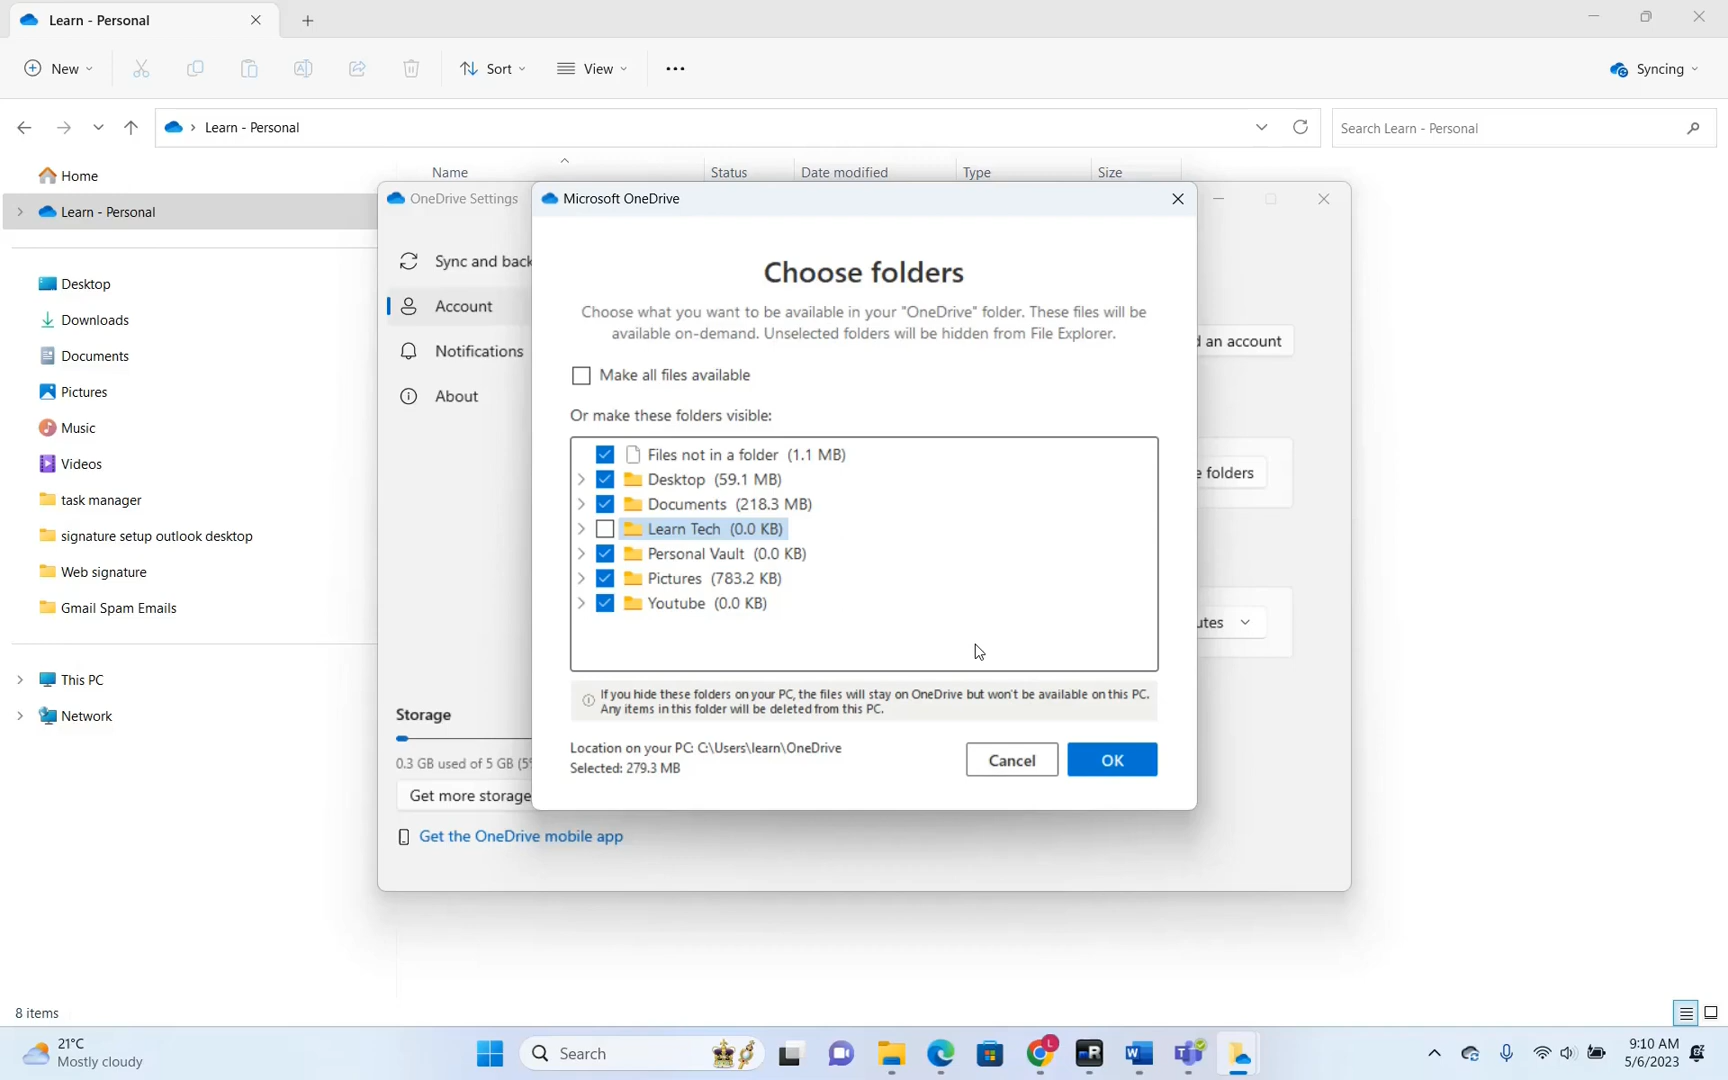 Learn - Personal
New
Sort
View
Syncing
Learn - Personal
Search Learn - Personal
Home
Learn - Personal
Desktop
Downloads
Documents
Pictures
Music
Videos
task manager
signature setup outlook desktop
Web signature
Gmail Spam Emails
This PC
Network
Name
Status
Date modified
Type
Size
OneDrive Settings
Sync and back
Account
Notifications
About
Storage
0.3 GB used of 5 GB (5%
Get more storage
Get the OneDrive mobile app
an account
folders
Microsoft OneDrive
Choose folders
Choose what you want to be available in your "OneDrive" folder. These files will be
available on-demand. Unselected folders will be hidden from File Explorer.
Make all files available
Or make these folders visible:
Files not in a folder (1.1 MB)
Desktop (59.1 MB)
Documents (218.3 MB)
Learn Tech (0.0 KB)
Personal Vault (0.0 KB)
Pictures (783.2 KB)
Youtube (0.0 KB)
If you hide these folders on your PC, the files will stay on OneDrive but won't be available on this PC.
Any items in this folder will be deleted from this PC.
Location on your PC: C:\Users\learn\OneDrive
Selected: 279.3 MB
Cancel
OK
8 items
21°C
Mostly cloudy
Search
9:10 AM
5/6/2023